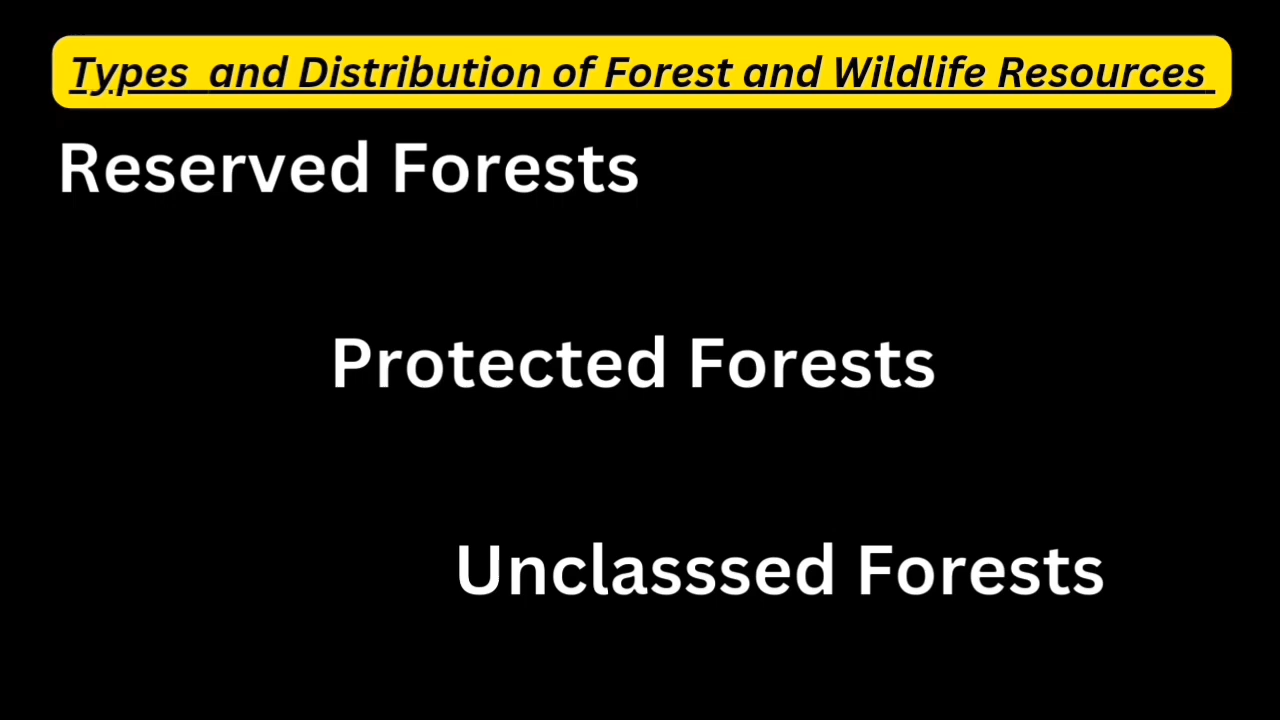 Types  and Distribution of Forest and Wildlife Resources
Reserved Forests
Protected Forests
Unclasssed Forests